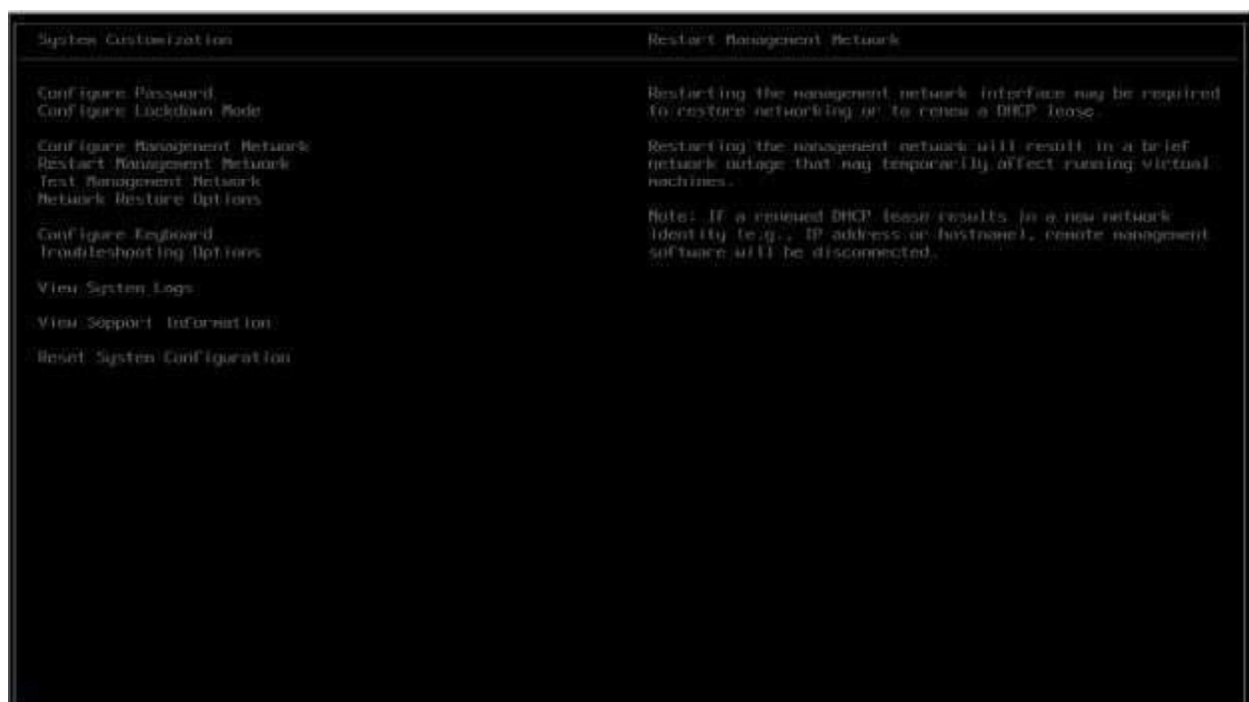 System Customization
Restart Management Network
Configure Password
Configure Lockdown Mode
Configure Management Network
Restart Management Network
Test Management Network
Network Restore Options
Configure Keyboard
Troubleshooting Options
View System Logs
View Support Information
Reset System Configuration
Restarting the management network interface may be required
to restore networking or to renew a DHCP lease.
Restarting the management network will result in a brief
network outage that may temporarily affect running virtual
machines.
Note: If a renewed DHCP lease results in a new network
identity (e.g., IP address or hostname), remote management
software will be disconnected.